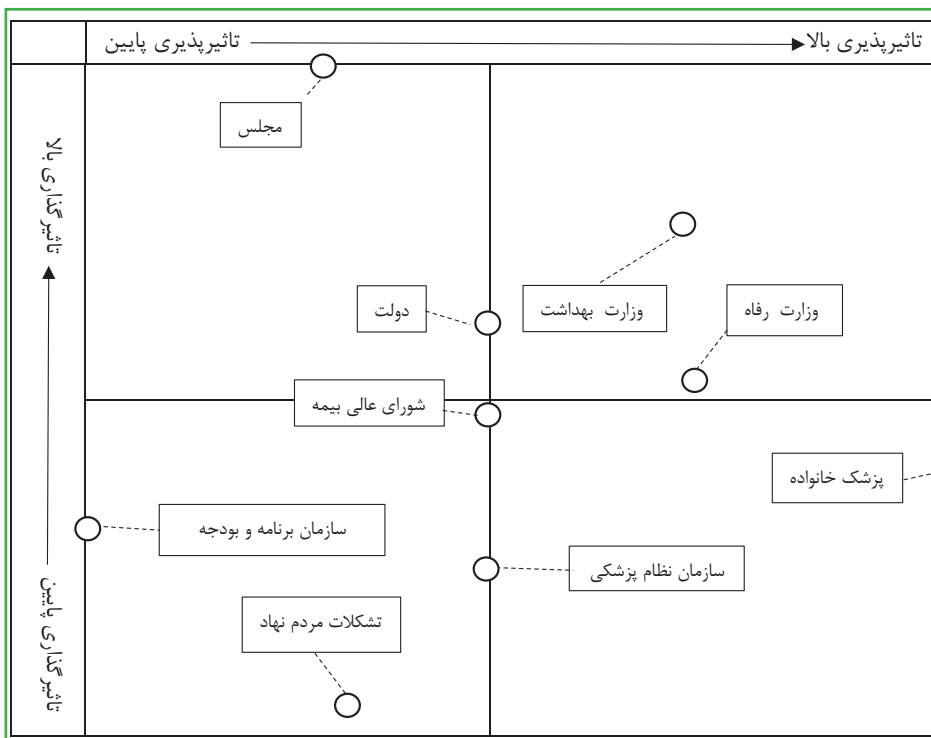 تاثیرپذیری بالا
تاثیرپذیری پایین
تاثیرگذاری بالا
تاثیرگذاری پایین
مجلس
وزارت بهداشت
وزارت رفاه
دولت
شورای عالی بیمه
پزشک خانواده
سازمان برنامه و بودجه
سازمان نظام پزشکی
تشکلات مردم نهاد